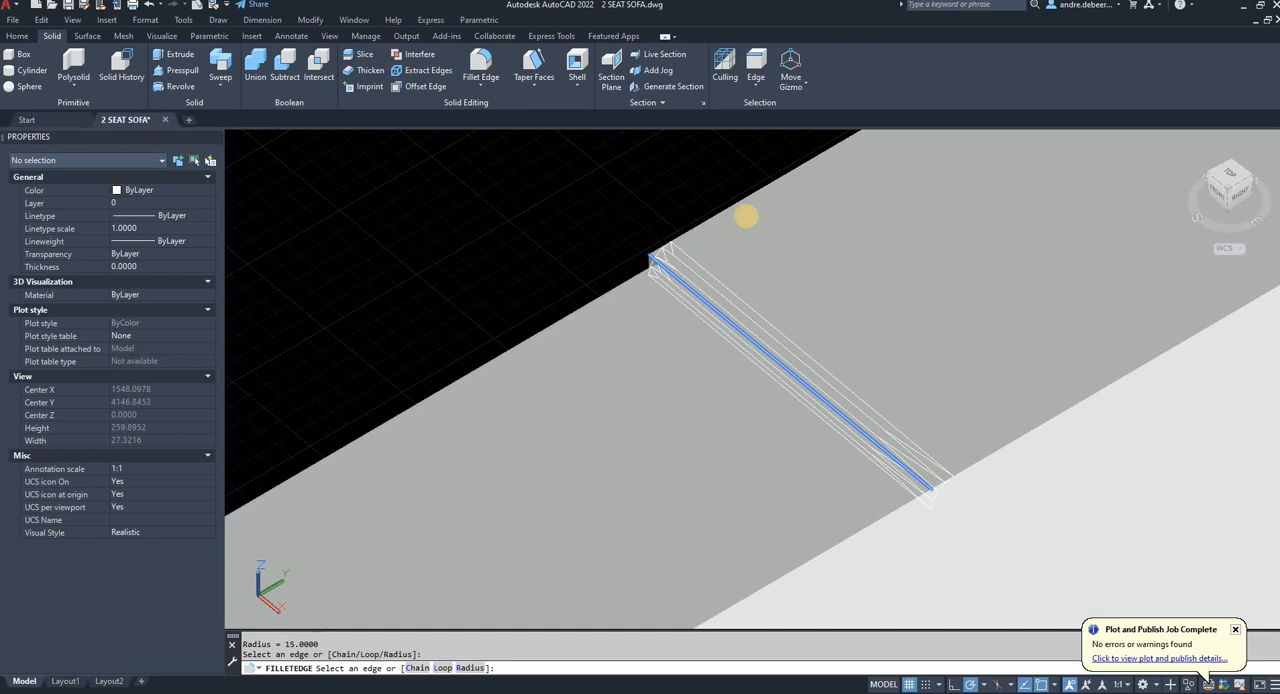 Share
Autodesk AutoCAD 2022 2 SEAT SOFA.dwg
Type a keyword or phrase
andre.debeer...
File Edit View Insert Format Tools Draw Dimension Modify Window Help Express Parametric
Home Solid Surface Mesh Visualize Parametric Insert Annotate View Manage Output Add-ins Collaborate Express Tools Featured Apps
Box Extrude Slice Interfere Live Section
Cylinder Presspull Thicken Extract Edges Add Jog
Sphere Revolve Imprint Offset Edge Generate Section
Polysolid Solid History Sweep Union Subtract Intersect Fillet Edge Taper Faces Shell Section Plane Culling Edge Move Gizmo
Primitive Solid Boolean Solid Editing Section Selection
Start 2 SEAT SOFA*
PROPERTIES
No selection
General
Color ByLayer
Layer 0
Linetype ByLayer
Linetype scale 1.0000
Lineweight ByLayer
Transparency ByLayer
Thickness 0.0000
3D Visualization
Material ByLayer
Plot style
Plot style ByColor
Plot style table None
Plot table attached to Model
Plot table type Not available
View
Center X 1548.0978
Center Y 4146.8453
Center Z 0.0000
Height 259.8952
Width 27.3216
Misc
Annotation scale 1:1
UCS icon On Yes
UCS icon at origin Yes
UCS per viewport Yes
UCS Name
Visual Style Realistic
TOP
FRONT RIGHT
S E
WCS
Z
Y
X
Radius = 15.0000
Select an edge or [Chain/Loop/Radius]:
FILLETEDGE Select an edge or [Chain Loop Radius]:
Plot and Publish Job Complete
No errors or warnings found
Click to view plot and publish details...
Model Layout1 Layout2 +
MODEL 1:1